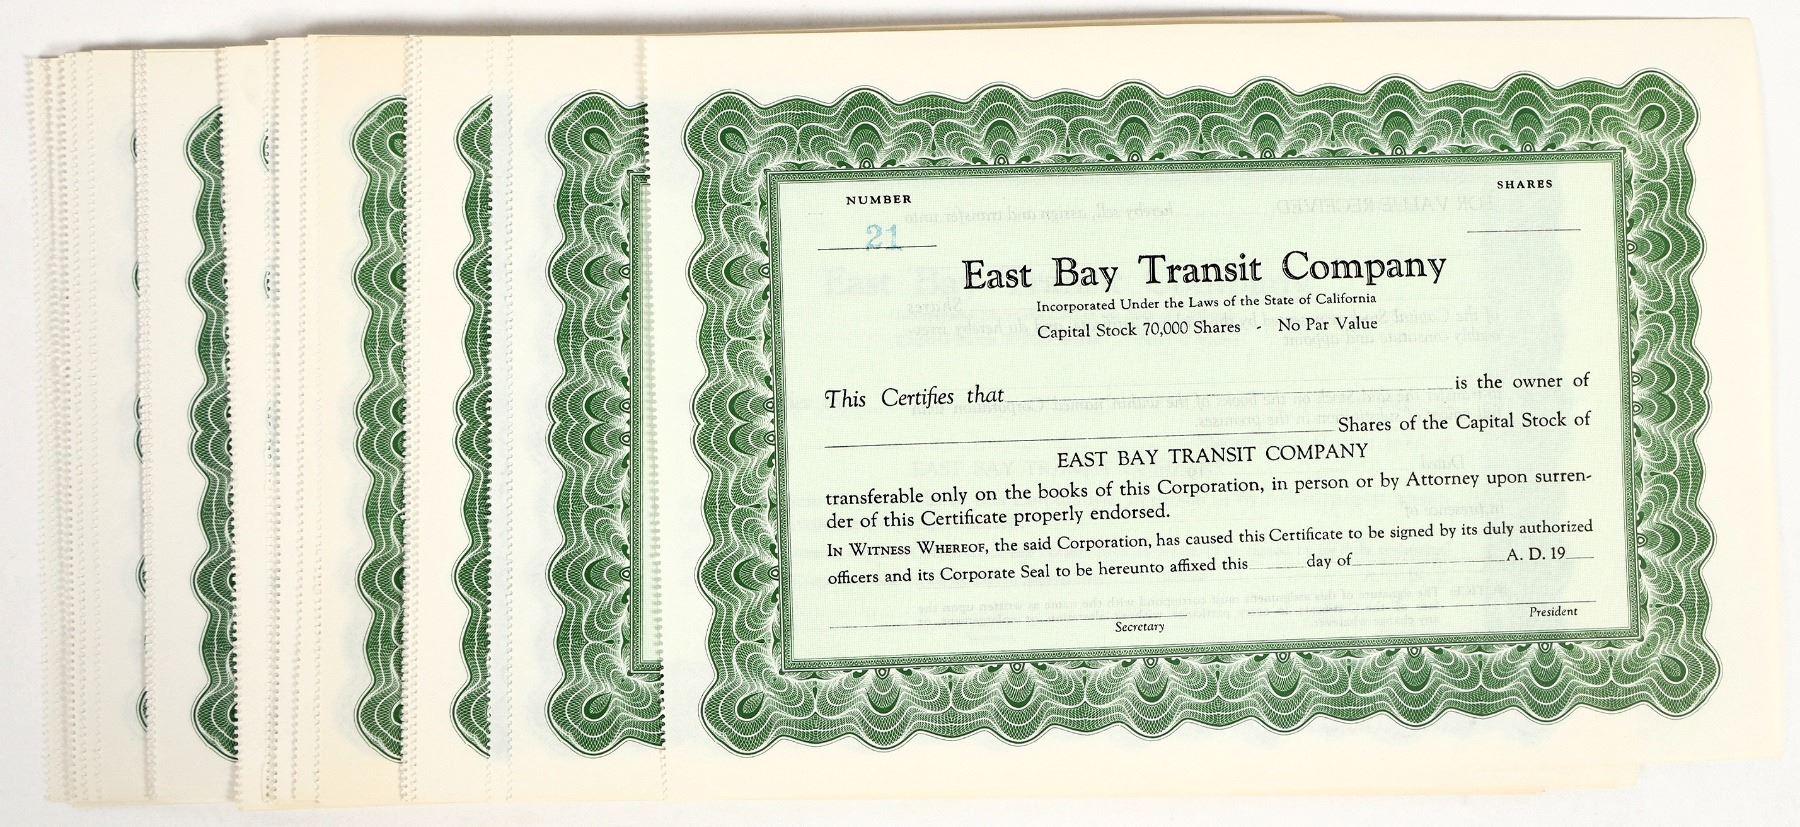 NUMBER
SHARES
21
East Bay Transit Company
Incorporated Under the Laws of the State of California
Capital Stock 70,000 Shares - No Par Value
This Certifies that is the owner of
Shares of the Capital Stock of
EAST BAY TRANSIT COMPANY
transferable only on the books of this Corporation, in person or by Attorney upon surren-
der of this Certificate properly endorsed.
IN WITNESS WHEREOF, the said Corporation, has caused this Certificate to be signed by its duly authorized
officers and its Corporate Seal to be hereunto affixed this day of A. D. 19
Secretary
President